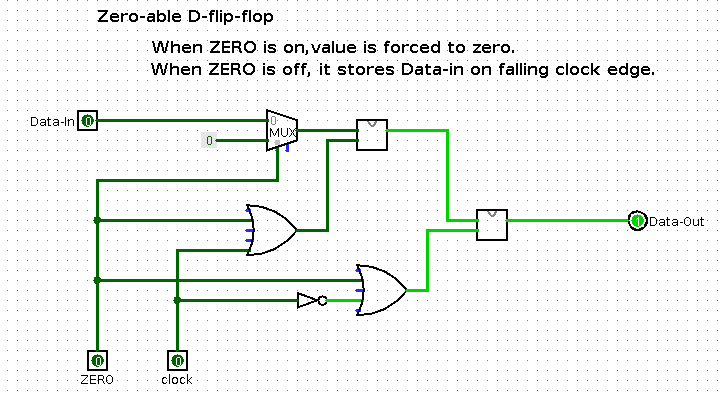 Zero-able D-flip-flop
When ZERO is on, value is forced to zero.
When ZERO is off, it stores Data-in on falling clock edge.
Data-In 0
0
MUX
0
1 Data-Out
0
ZERO
0
clock